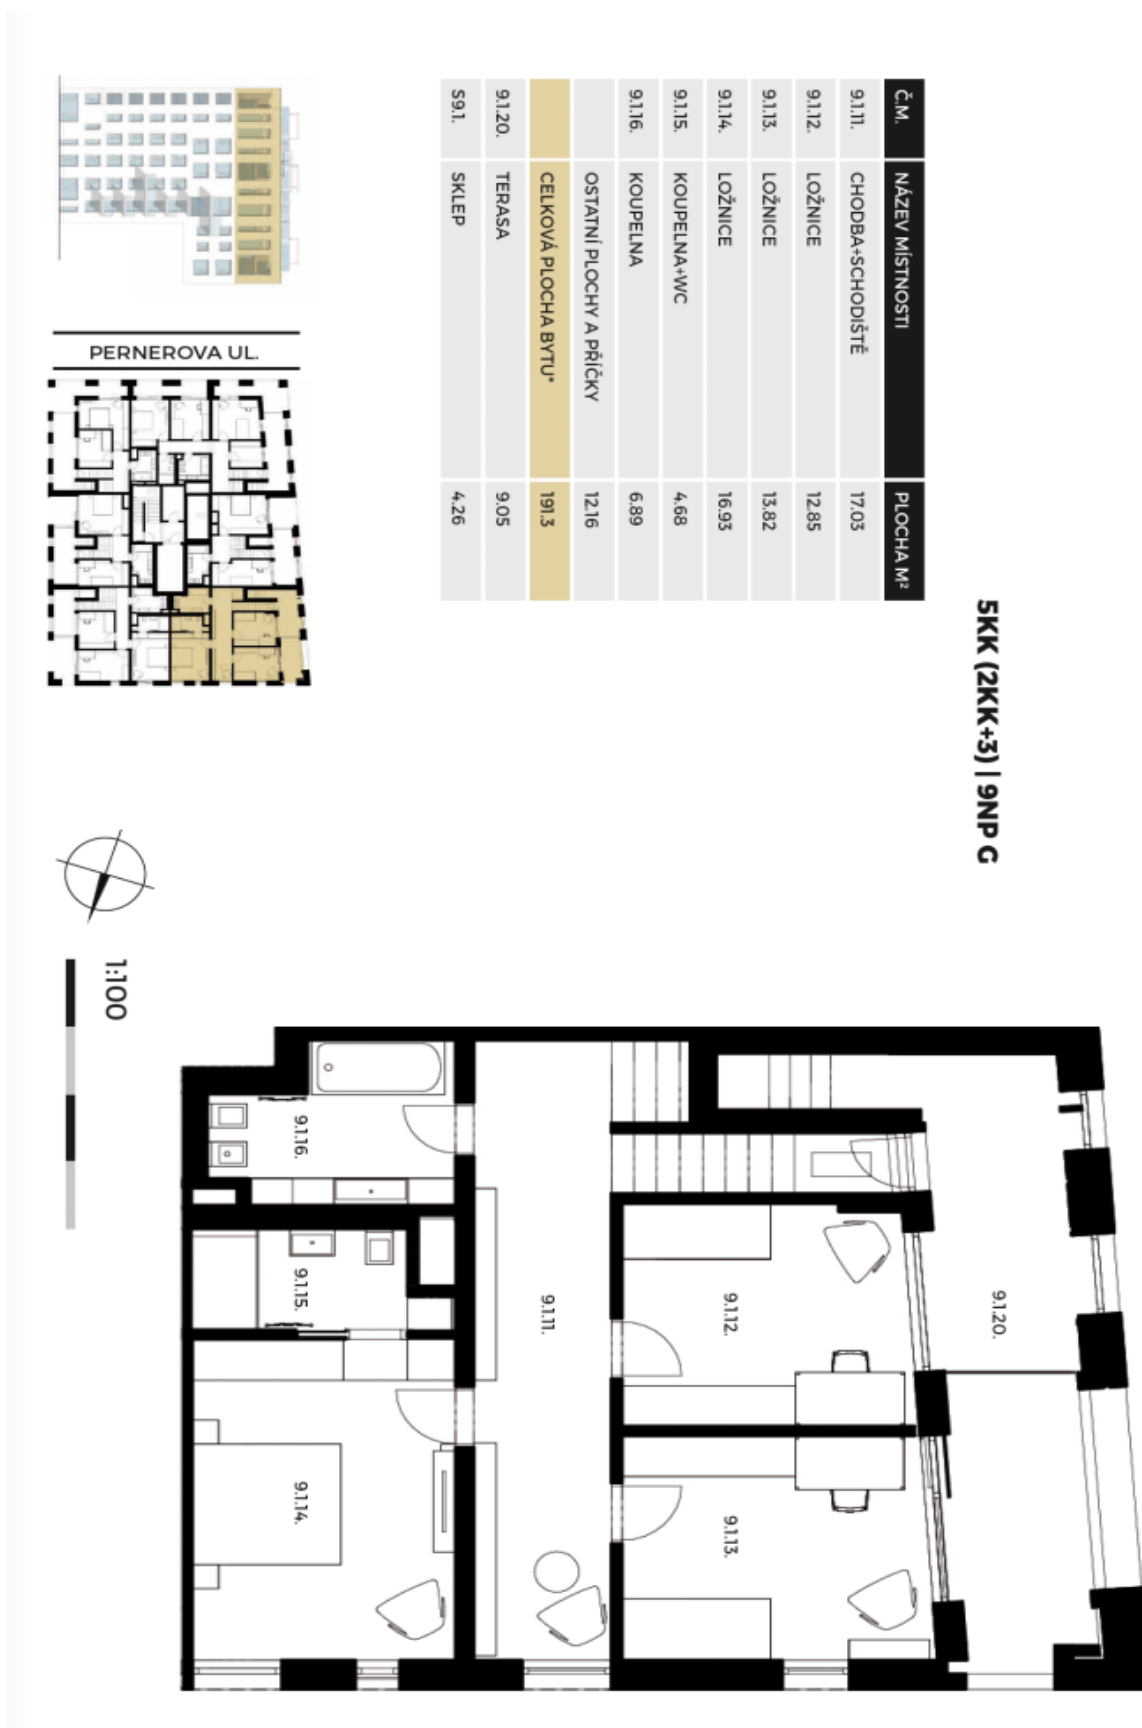 5KK (2KK+3) | 9NP G
Č.M. NÁZEV MÍSTNOSTI PLOCHA M²
9.1.11. CHODBA+SCHODIŠTĚ 17.03
9.1.12. LOŽNICE 12.85
9.1.13. LOŽNICE 13.82
9.1.14. LOŽNICE 16.93
9.1.15. KOUPELNA+WC 4.68
9.1.16. KOUPELNA 6.89
OSTATNÍ PLOCHY A PŘÍČKY 12.16
CELKOVÁ PLOCHA BYTU* 191.3
9.1.20. TERASA 9.05
S9.1. SKLEP 4.26
PERNEROVA UL.
1:100
9.1.20.
9.1.12.
9.1.13.
9.1.11.
9.1.16.
9.1.15.
9.1.14.